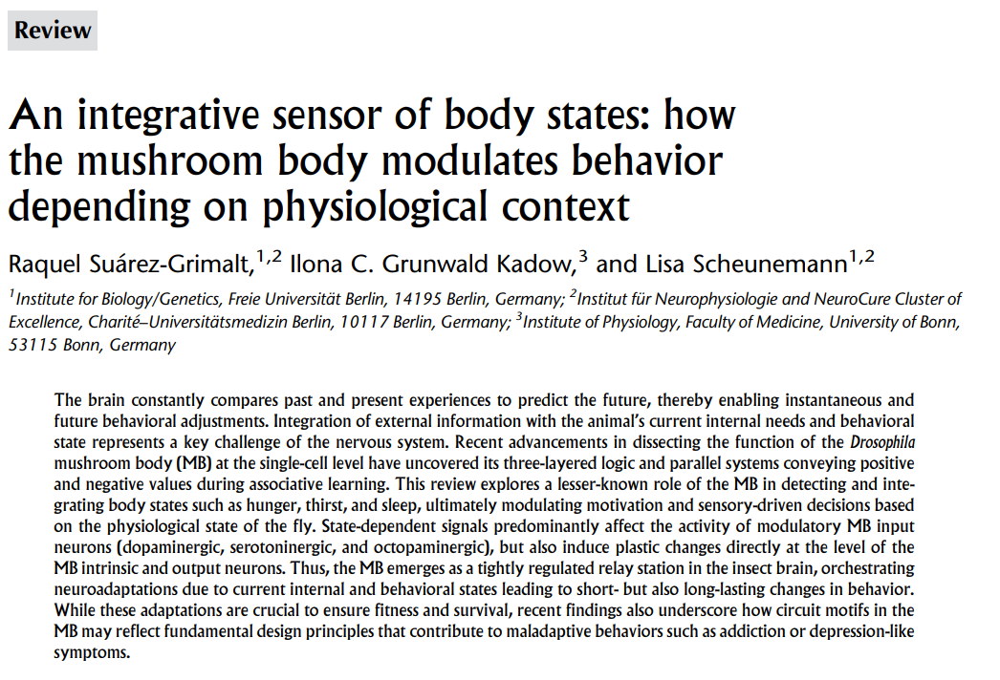 Review
An integrative sensor of body states: how
the mushroom body modulates behavior
depending on physiological context
Raquel Suárez-Grimalt,1,2 Ilona C. Grunwald Kadow,3 and Lisa Scheunemann1,2
1Institute for Biology/Genetics, Freie Universität Berlin, 14195 Berlin, Germany; 2Institut für Neurophysiologie and NeuroCure Cluster of
Excellence, Charité–Universitätsmedizin Berlin, 10117 Berlin, Germany; 3Institute of Physiology, Faculty of Medicine, University of Bonn,
53115 Bonn, Germany
The brain constantly compares past and present experiences to predict the future, thereby enabling instantaneous and
future behavioral adjustments. Integration of external information with the animal's current internal needs and behavioral
state represents a key challenge of the nervous system. Recent advancements in dissecting the function of the Drosophila
mushroom body (MB) at the single-cell level have uncovered its three-layered logic and parallel systems conveying positive
and negative values during associative learning. This review explores a lesser-known role of the MB in detecting and inte-
grating body states such as hunger, thirst, and sleep, ultimately modulating motivation and sensory-driven decisions based
on the physiological state of the fly. State-dependent signals predominantly affect the activity of modulatory MB input
neurons (dopaminergic, serotoninergic, and octopaminergic), but also induce plastic changes directly at the level of the
MB intrinsic and output neurons. Thus, the MB emerges as a tightly regulated relay station in the insect brain, orchestrating
neuroadaptations due to current internal and behavioral states leading to short- but also long-lasting changes in behavior.
While these adaptations are crucial to ensure fitness and survival, recent findings also underscore how circuit motifs in the
MB may reflect fundamental design principles that contribute to maladaptive behaviors such as addiction or depression-like
symptoms.